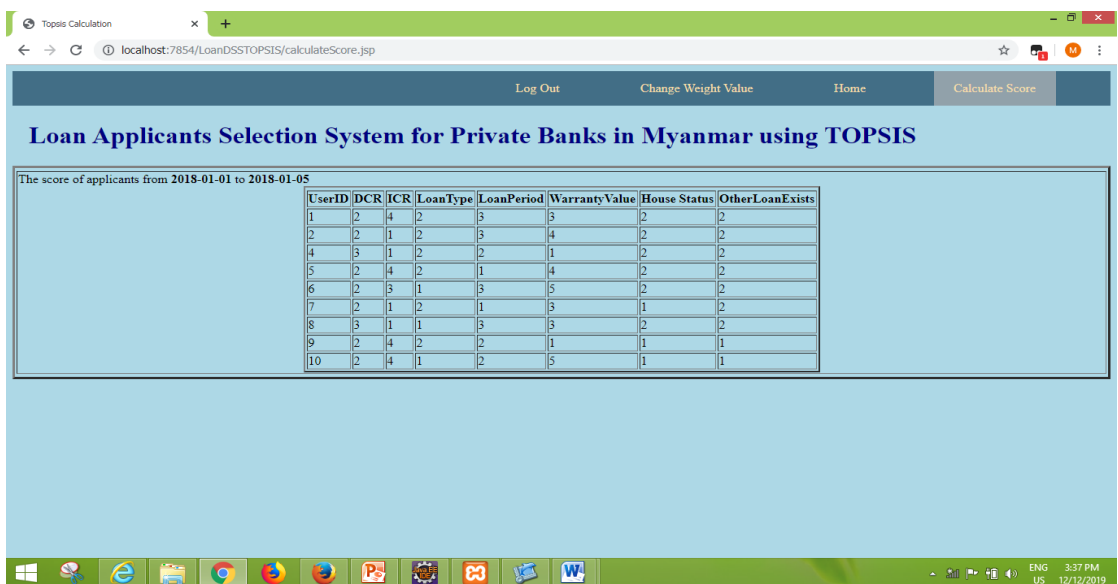 Topsis Calculation
localhost:7854/LoanDSSTOPSIS/calculateScore.jsp
M
1
Log Out Change Weight Value Home Calculate Score
Loan Applicants Selection System for Private Banks in Myanmar using TOPSIS
The score of applicants from 2018-01-01 to 2018-01-05
UserID DCR ICR LoanType LoanPeriod WarrantyValue House Status OtherLoanExists
1 2 4 2 3 3 2 2
2 2 1 2 3 4 2 2
4 3 1 2 2 1 2 2
5 2 4 2 1 4 2 2
6 2 3 1 3 5 2 2
7 2 1 2 1 3 1 2
8 3 1 1 3 3 2 2
9 2 4 2 2 1 1 1
10 2 4 1 2 5 1 1
ENG 3:37 PM
US 12/12/2019